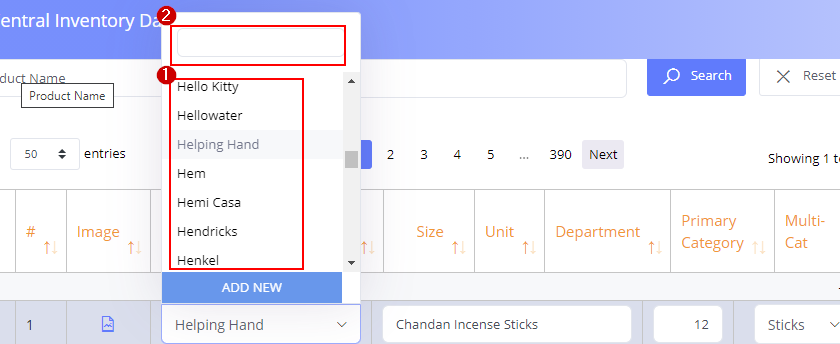 entral Inventory Da
2
duct Name
Product Name
Search
Reset
1
Hello Kitty
Hellowater
Helping Hand
Hem
Hemi Casa
Hendricks
Henkel
ADD NEW
50 entries
2 3 4 5 ... 390 Next
Showing 1 t
# Image Size Unit Department Primary Category Multi-Cat
1 Helping Hand Chandan Incense Sticks 12 Sticks